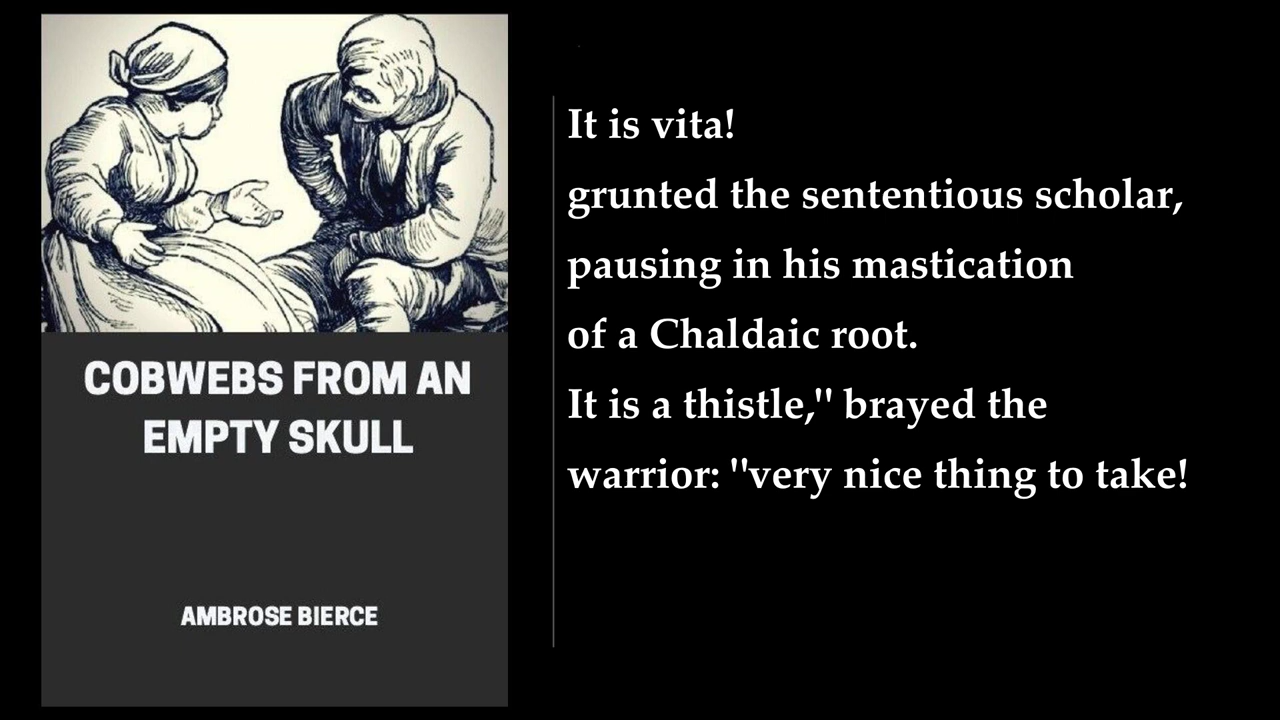 COBWEBS FROM AN
EMPTY SKULL
AMBROSE BIERCE
It is vita!
grunted the sententious scholar,
pausing in his mastication
of a Chaldaic root.
It is a thistle," brayed the
warrior: "very nice thing to take!